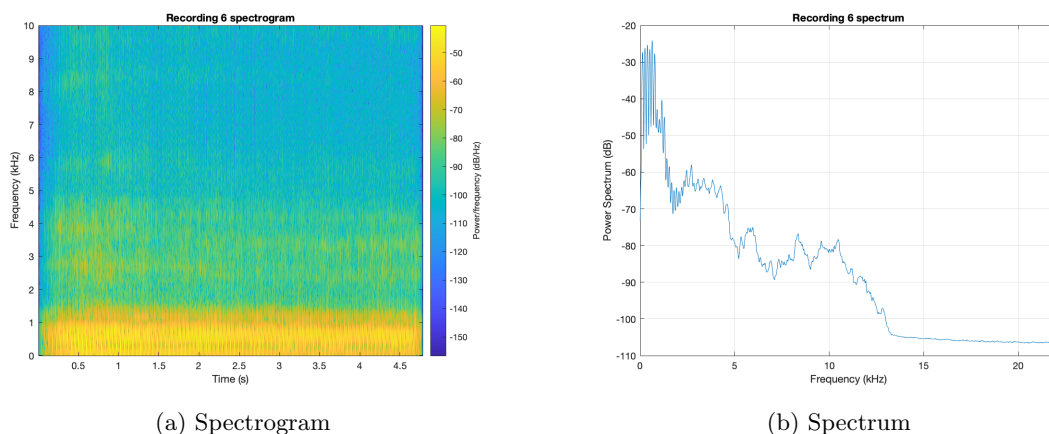 Recording 6 spectrogram
10
9
8
7
6
5
4
3
2
1
0
Frequency (kHz)
0.5 1 1.5 2 2.5 3 3.5 4 4.5
Time (s)
-50
-60
-70
-80
-90
-100
-110
-120
-130
-140
-150
Power/frequency (dB/Hz)
(a) Spectrogram
Recording 6 spectrum
-20
-30
-40
-50
-60
-70
-80
-90
-100
-110
Power Spectrum (dB)
0 5 10 15 20
Frequency (kHz)
(b) Spectrum